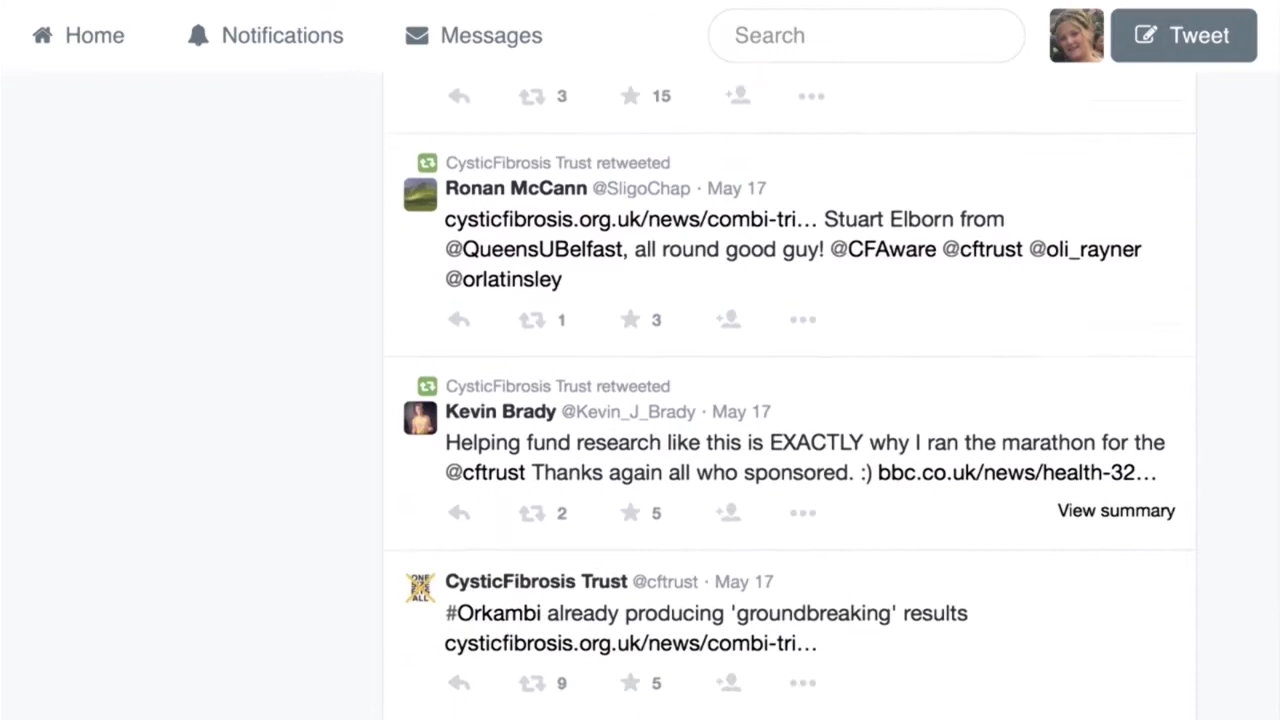 Home Notifications Messages Search Tweet
3 15
CysticFibrosis Trust retweeted
Ronan McCann @SligoChap · May 17
cysticfibrosis.org.uk/news/combi-tri… Stuart Elborn from
@QueensUBelfast, all round good guy! @CFAware @cftrust @oli_rayner
@orlatinsley
1 3
CysticFibrosis Trust retweeted
Kevin Brady @Kevin_J_Brady · May 17
Helping fund research like this is EXACTLY why I ran the marathon for the
@cftrust Thanks again all who sponsored. :) bbc.co.uk/news/health-32…
2 5 View summary
ONE
ALL
CysticFibrosis Trust @cftrust · May 17
#Orkambi already producing 'groundbreaking' results
cysticfibrosis.org.uk/news/combi-tri…
9 5